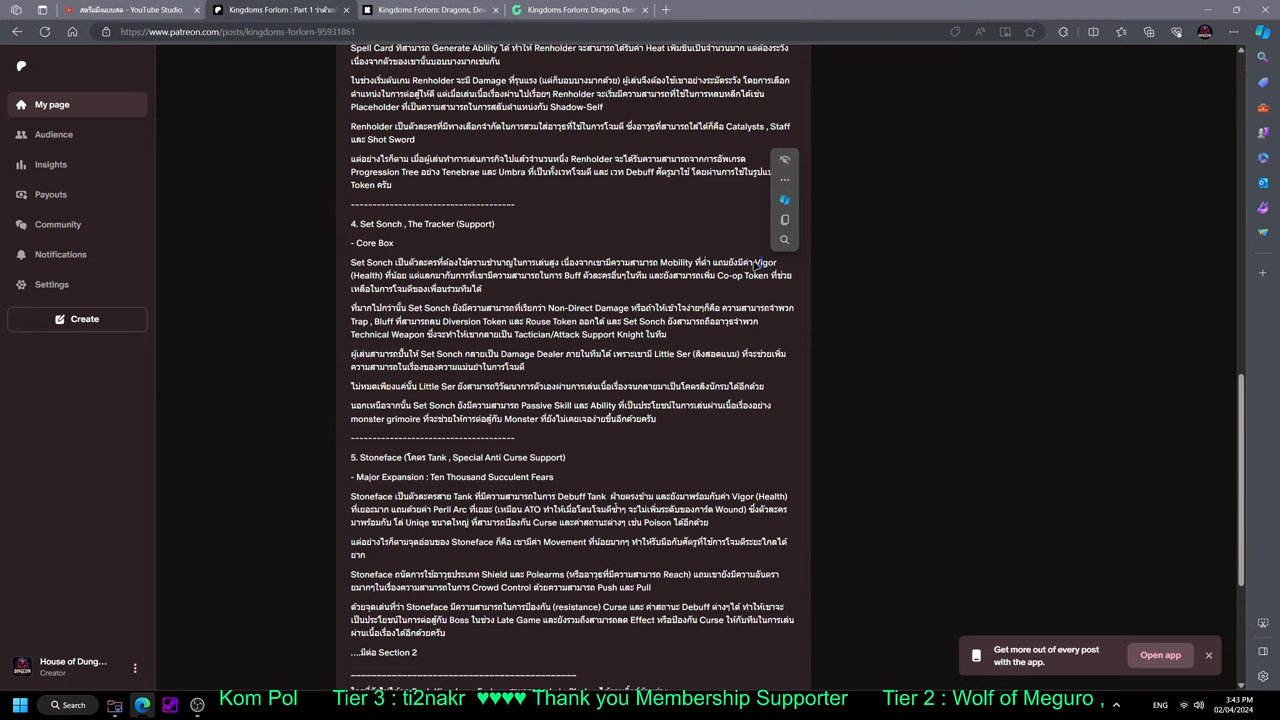 สตรีมมิ่งแบบสด - YouTube Studio
Kingdoms Forlorn : Part 1 ว่าด้วยเ
Kingdoms Forlorn: Dragons, Dev
Kingdoms Forlorn: Dragons, Dev
https://www.patreon.com/posts/kingdoms-forlorn-95931861
My page
Audience
Insights
Payouts
Community
Notifications
Settings
Create
Spell Card ที่สามารถ Generate Ability ได้ ทำให้ Renholder จะสามารถได้รับค่า Heat เพิ่มขึ้นเป็นจำนวนมาก แต่ต้องระวัง
เนื่องจากตัวของเขานั้นบอบบางมากเช่นกัน
ในช่วงเริ่มต้นเกม Renholder จะมี Damage ที่รุนแรง (แต่ก็บอบบางมากด้วย) ผู้เล่นจึงต้องใช้เขาอย่างระมัดระวัง โดยการเลือก
ตำแหน่งในการต่อสู้ให้ดี แต่เมื่อเล่นเนื้อเรื่องผ่านไปเรื่อยๆ Renholder จะเริ่มมีความสามารถที่ใช้ในการหลบหลีกได้เช่น
Placeholder ที่เป็นความสามารถในการสลับตำแหน่งกับ Shadow-Self
Renholder เป็นตัวละครที่มีทางเลือกจำกัดในการสวมใส่อาวุธที่ใช้ในการโจมตี ซึ่งอาวุธที่สามารถใส่ได้ก็คือ Catalysts , Staff
และ Shot Sword
แต่อย่างไรก็ตาม เมื่อผู้เล่นทำการเล่นภารกิจไปแล้วจำนวนหนึ่ง Renholder จะได้รับความสามารถจากการอัพเกรด
Progression Tree อย่าง Tenebrae และ Umbra ที่เป็นทั้งเวทโจมตี และ เวท Debuff ศัตรูมาใช้ โดยผ่านการใช้ในรูปแบ
Token ครับ
----------------------------------------
4. Set Sonch , The Tracker (Support)
- Core Box
Set Sonch เป็นตัวละครที่ต้องใช้ความชำนาญในการเล่นสูง เนื่องจากเขามีความสามารถ Mobility ที่ต่ำ แถมยังมีค่า Vigor
(Health) ที่น้อย แต่แลกมากับการที่เขามีความสามารถในการ Buff ตัวละครอื่นๆในทีม และยังสามารถเพิ่ม Co-op Token ที่ช่วย
เหลือในการโจมตีของเพื่อนร่วมทีมได้
ที่มากไปกว่านั้น Set Sonch ยังมีความสามารถที่เรียกว่า Non-Direct Damage หรือถ้าให้เข้าใจง่ายๆก็คือ ความสามารถจำพวก
Trap , Bluff ที่สามารถลบ Diversion Token และ Rouse Token ออกได้ และ Set Sonch ยังสามารถถืออาวุธจำพวก
Technical Weapon ซึ่งจะทำให้เขากลายเป็น Tactician/Attack Support Knight ในทีม
ผู้เล่นสามารถปั้นให้ Set Sonch กลายเป็น Damage Dealer ภายในทีมได้ เพราะเขามี Little Ser (ลิงสอดแนม) ที่จะช่วยเพิ่ม
ความสามารถในเรื่องของความแม่นยำในการโจมตี
ไม่หมดเพียงแค่นั้น Little Ser ยังสามารถวิวัฒนาการตัวเองผ่านการเล่นเนื้อเรื่องจนกลายมาเป็นโคตรลิงนักรบได้อีกด้วย
นอกเหนือจากนั้น Set Sonch ยังมีความสามารถ Passive Skill และ Ability ที่เป็นประโยชน์ในการเล่นผ่านเนื้อเรื่องอย่าง
monster grimoire ที่จะช่วยให้การต่อสู้กับ Monster ที่ยังไม่เคยเจอง่ายขึ้นอีกด้วยครับ
----------------------------------------
5. Stoneface (โคตร Tank , Special Anti Curse Support)
- Major Expansion : Ten Thousand Succulent Fears
Stoneface เป็นตัวละครสาย Tank ที่มีความสามารถในการ Debuff Tank ฝ่ายตรงข้าม และยังมาพร้อมกับค่า Vigor (Health)
ที่เยอะมาก แถมด้วยค่า Peril Arc ที่เยอะ (เหมือน ATO ทำให้เมื่อโดนโจมตีซ้ำๆ จะไม่เพิ่มระดับของการ์ด Wound) ซึ่งตัวละคร
มาพร้อมกับ โล่ Uniqe ขนาดใหญ่ ที่สามารถป้องกัน Curse และค่าสถานะต่างๆ เช่น Poison ได้อีกด้วย
แต่อย่างไรก็ตามจุดอ่อนของ Stoneface ก็คือ เขามีค่า Movement ที่น้อยมากๆ ทำให้รับมือกับศัตรูที่ใช้การโจมตีระยะไกลได้
ยาก
Stoneface ถนัดการใช้อาวุธประเภท Shield และ Polearms (หรืออาวุธที่มีความสามารถ Reach) แถมเขายังมีความอันตรา
ยมากๆในเรื่องความสามารถในการ Crowd Control ด้วยความสามารถ Push และ Pull
ด้วยจุดเด่นที่ว่า Stoneface มีความสามารถในการป้องกัน (resistance) Curse และ ค่าสถานะ Debuff ต่างๆได้ ทำให้เขาจะ
เป็นประโยชน์ในการต่อสู้กับ Boss ในช่วง Late Game และยังรวมถึงสามารถลด Effect หรือป้องกัน Curse ให้กับทีมในการเล่น
ผ่านเนื้อเรื่องได้อีกด้วยครับ
....มีต่อ Section 2
Get more out of every post
with the app.
Open app
House of Dung...
Creator
Kom Pol Tier 3 : ti2nakr ♥♥♥♥ Thank you Membership Supporter Tier 2 : Wolf of Meguro ,
Search
ENG
3:43 PM
02/04/2024